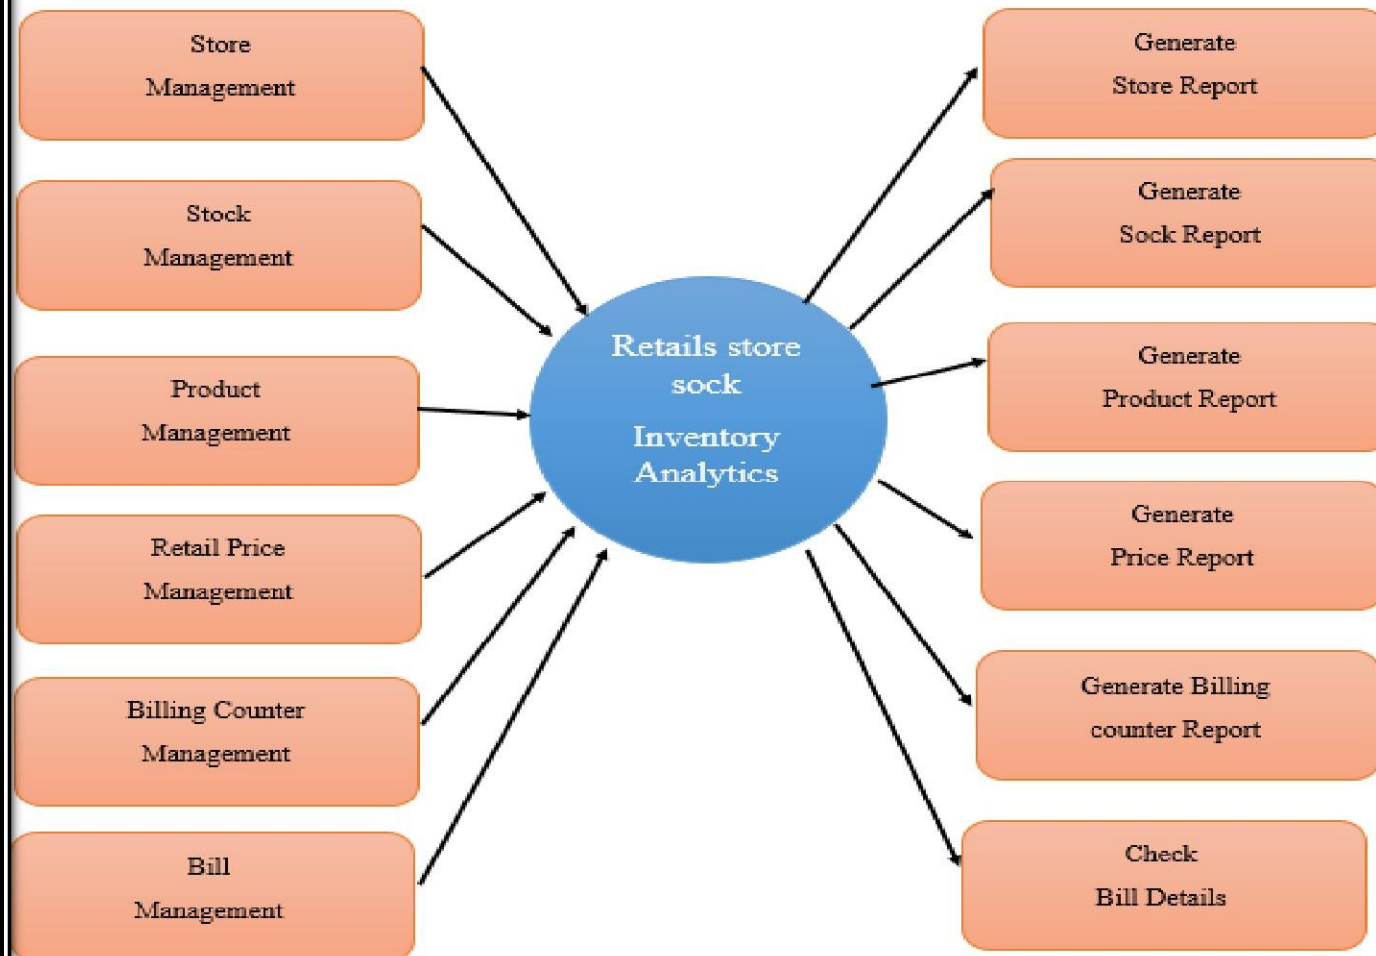 Store
Management
Stock
Management
Product
Management
Retail Price
Management
Billing Counter
Management
Bill
Management
Retails store
sock
Inventory
Analytics
Generate
Store Report
Generate
Sock Report
Generate
Product Report
Generate
Price Report
Generate Billing
counter Report
Check
Bill Details